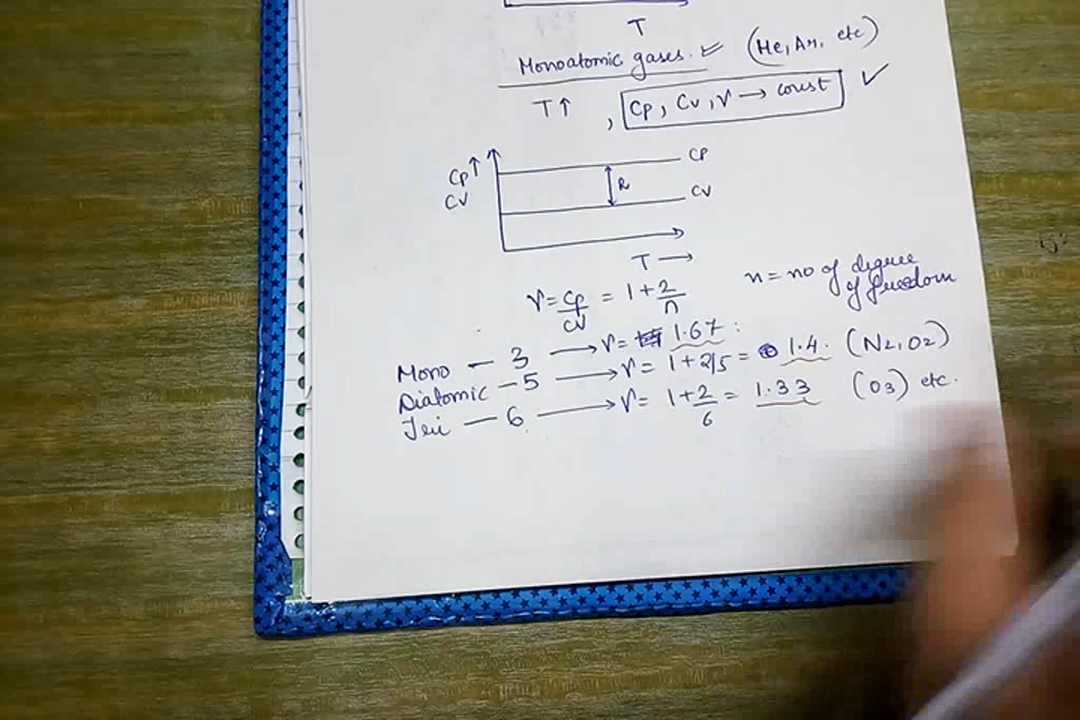 T
Monoatomic gases. (He, Ar, etc)
T↑ , Cp, Cv, γ → const ✓
Cp↑
Cv
Cp
R
Cv
T →
γ = Cp/Cv = 1 + 2/n
n = no of degree of freedom
Mono — 3 → γ = 1.67 :
Diatomic — 5 → γ = 1 + 2/5 = 1.4. (N2, O2)
Tri — 6 → γ = 1 + 2/6 = 1.33 (O3) etc.